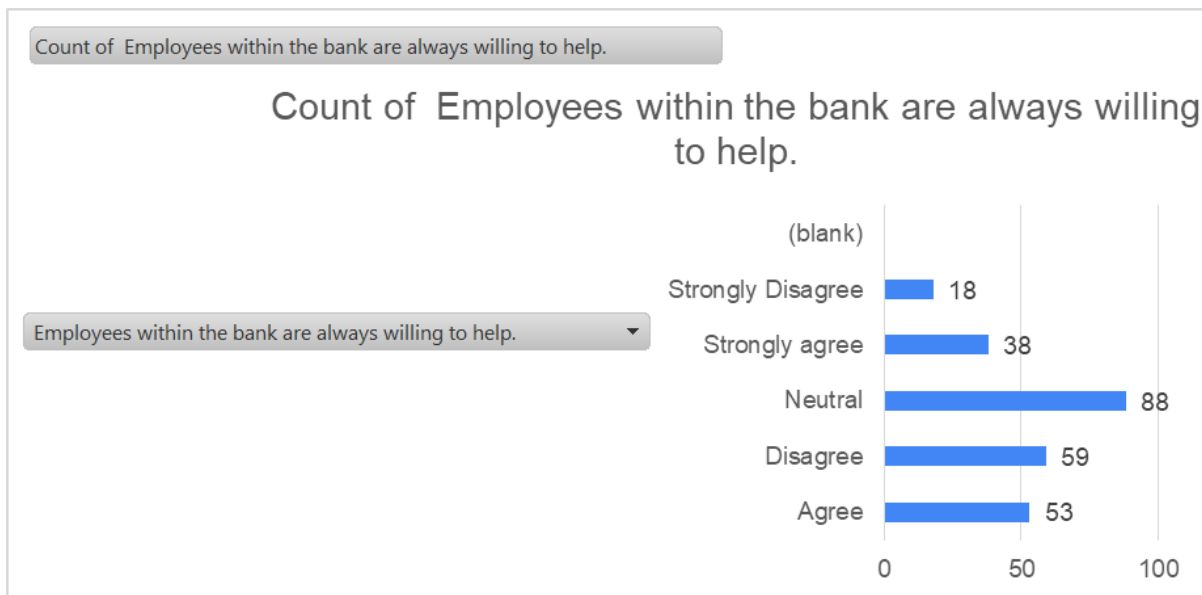 Count of  Employees within the bank are always willing to help.
Count of  Employees within the bank are always willing
to help.
(blank)
Strongly Disagree 18
Employees within the bank are always willing to help.
Strongly agree 38
Neutral 88
Disagree 59
Agree 53
0 50 100